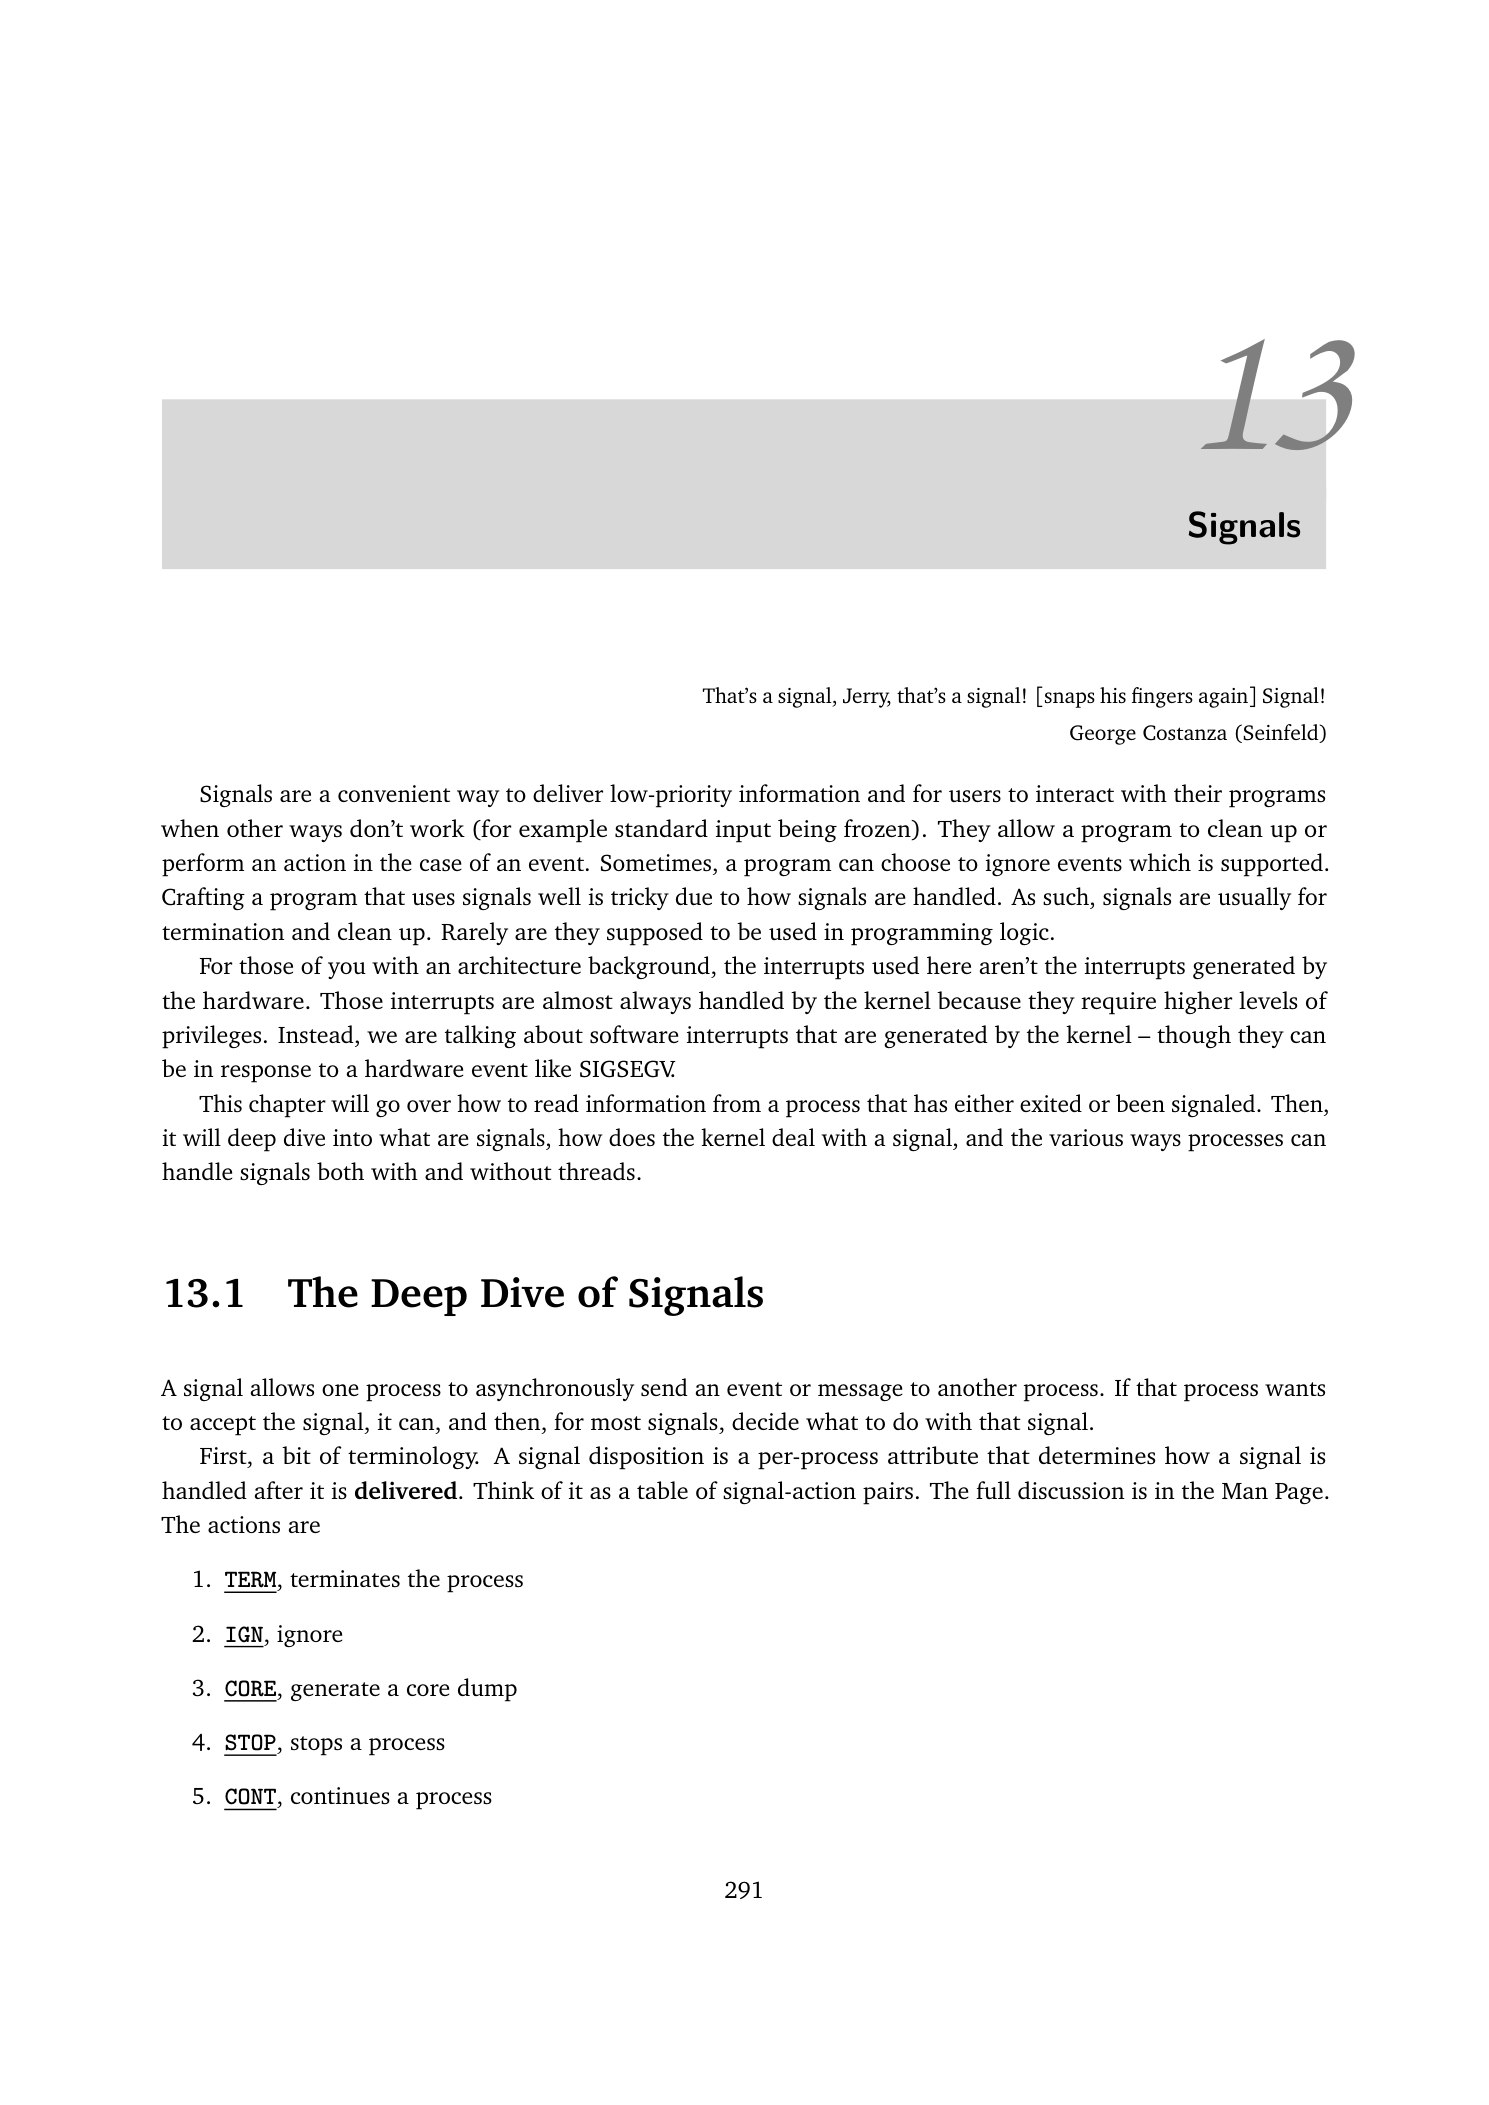 13
Signals
That's a signal, Jerry, that's a signal! [snaps his fingers again] Signal!
George Costanza (Seinfeld)
Signals are a convenient way to deliver low-priority information and for users to interact with their programs
when other ways don't work (for example standard input being frozen). They allow a program to clean up or
perform an action in the case of an event. Sometimes, a program can choose to ignore events which is supported.
Crafting a program that uses signals well is tricky due to how signals are handled. As such, signals are usually for
termination and clean up. Rarely are they supposed to be used in programming logic.
For those of you with an architecture background, the interrupts used here aren't the interrupts generated by
the hardware. Those interrupts are almost always handled by the kernel because they require higher levels of
privileges. Instead, we are talking about software interrupts that are generated by the kernel – though they can
be in response to a hardware event like SIGSEGV.
This chapter will go over how to read information from a process that has either exited or been signaled. Then,
it will deep dive into what are signals, how does the kernel deal with a signal, and the various ways processes can
handle signals both with and without threads.
13.1 The Deep Dive of Signals
A signal allows one process to asynchronously send an event or message to another process. If that process wants
to accept the signal, it can, and then, for most signals, decide what to do with that signal.
First, a bit of terminology. A signal disposition is a per-process attribute that determines how a signal is
handled after it is delivered. Think of it as a table of signal-action pairs. The full discussion is in the Man Page.
The actions are
1. TERM, terminates the process
2. IGN, ignore
3. CORE, generate a core dump
4. STOP, stops a process
5. CONT, continues a process
291